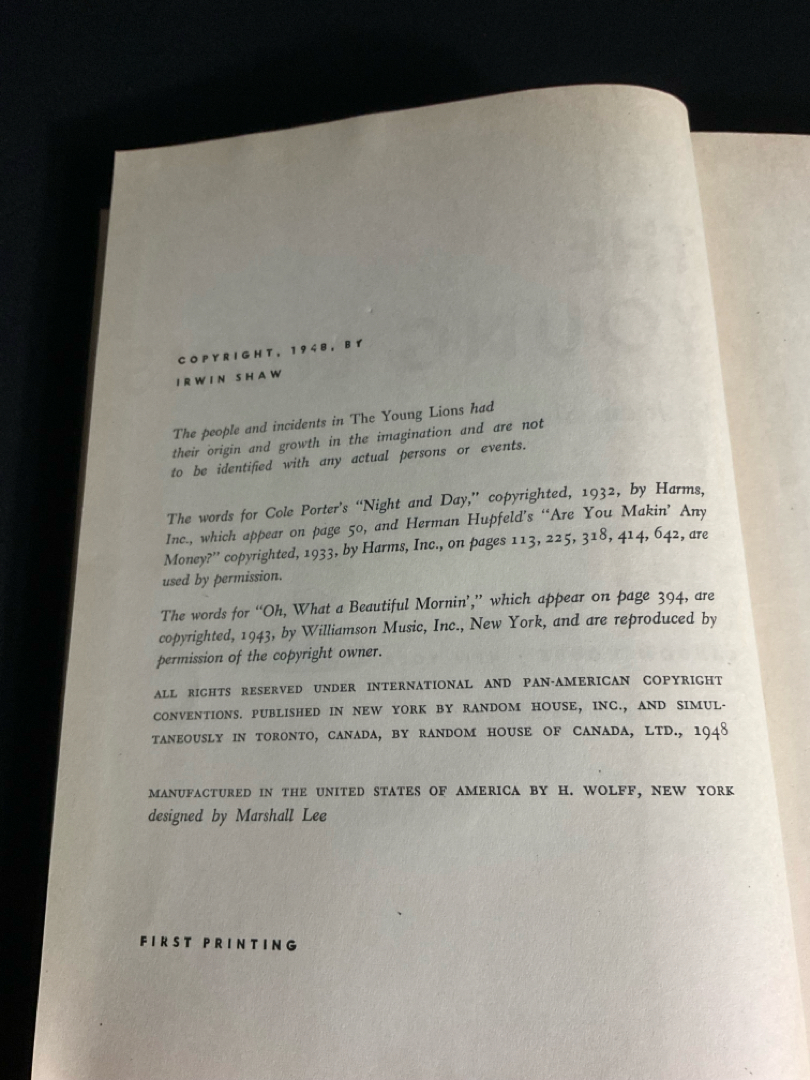 COPYRIGHT, 1948, BY
IRWIN SHAW
The people and incidents in The Young Lions had
their origin and growth in the imagination and are not
to be identified with any actual persons or events.
The words for Cole Porter's "Night and Day," copyrighted, 1932, by Harms,
Inc., which appear on page 50, and Herman Hupfeld's "Are You Makin' Any
Money?" copyrighted, 1933, by Harms, Inc., on pages 113, 225, 318, 414, 642, are
used by permission.
The words for "Oh, What a Beautiful Mornin'," which appear on page 394, are
copyrighted, 1943, by Williamson Music, Inc., New York, and are reproduced by
permission of the copyright owner.
ALL RIGHTS RESERVED UNDER INTERNATIONAL AND PAN-AMERICAN COPYRIGHT
CONVENTIONS. PUBLISHED IN NEW YORK BY RANDOM HOUSE, INC., AND SIMUL-
TANEOUSLY IN TORONTO, CANADA, BY RANDOM HOUSE OF CANADA, LTD., 1948
MANUFACTURED IN THE UNITED STATES OF AMERICA BY H. WOLFF, NEW YORK
designed by Marshall Lee
FIRST PRINTING